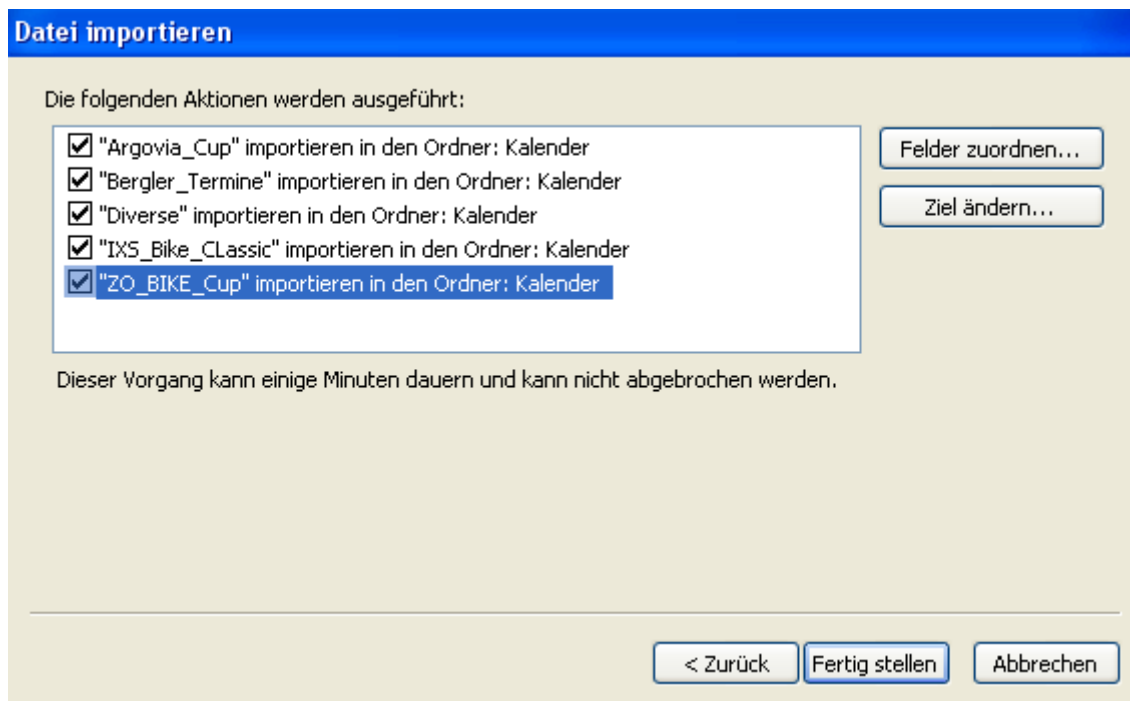 Datei importieren
Die folgenden Aktionen werden ausgeführt:
"Argovia_Cup" importieren in den Ordner: Kalender
"Bergler_Termine" importieren in den Ordner: Kalender
"Diverse" importieren in den Ordner: Kalender
"IXS_Bike_CLassic" importieren in den Ordner: Kalender
"ZO_BIKE_Cup" importieren in den Ordner: Kalender
Felder zuordnen...
Ziel ändern...
Dieser Vorgang kann einige Minuten dauern und kann nicht abgebrochen werden.
< Zurück
Fertig stellen
Abbrechen